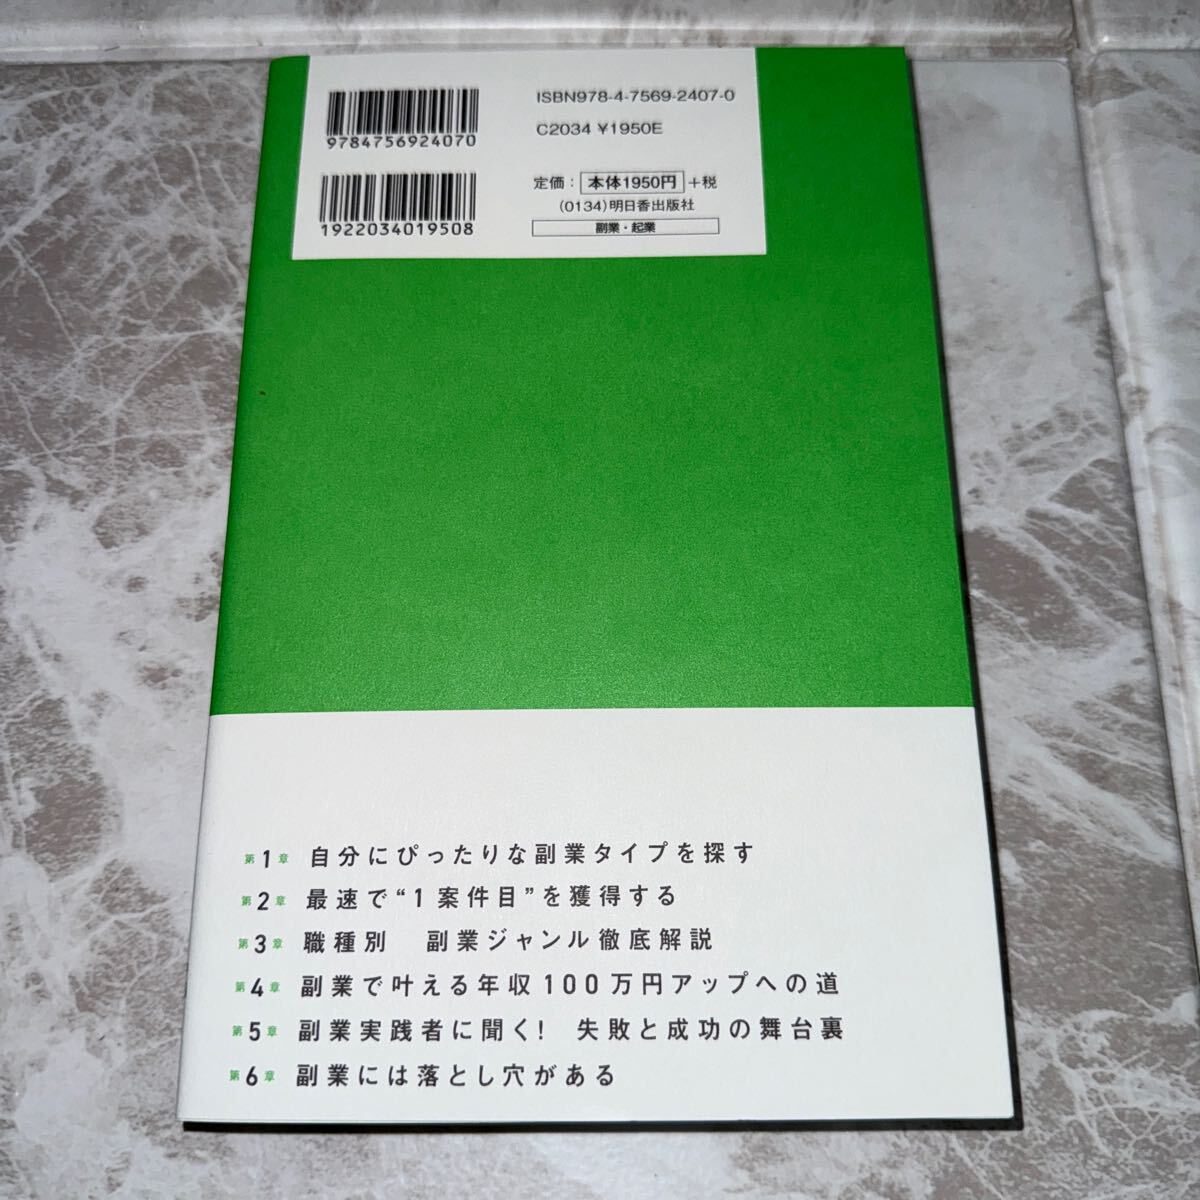 9784756924070
ISBN978-4-7569-2407-0
C2034 ¥1950E
1922034019508
定価： 本体1950円 +税
(0134)明日香出版社
副業・起業
第1章 自分にぴったりな副業タイプを探す
第2章 最速で“1案件目”を獲得する
第3章 職種別　副業ジャンル徹底解説
第4章 副業で叶える年収100万円アップへの道
第5章 副業実践者に聞く!　失敗と成功の舞台裏
第6章 副業には落とし穴がある